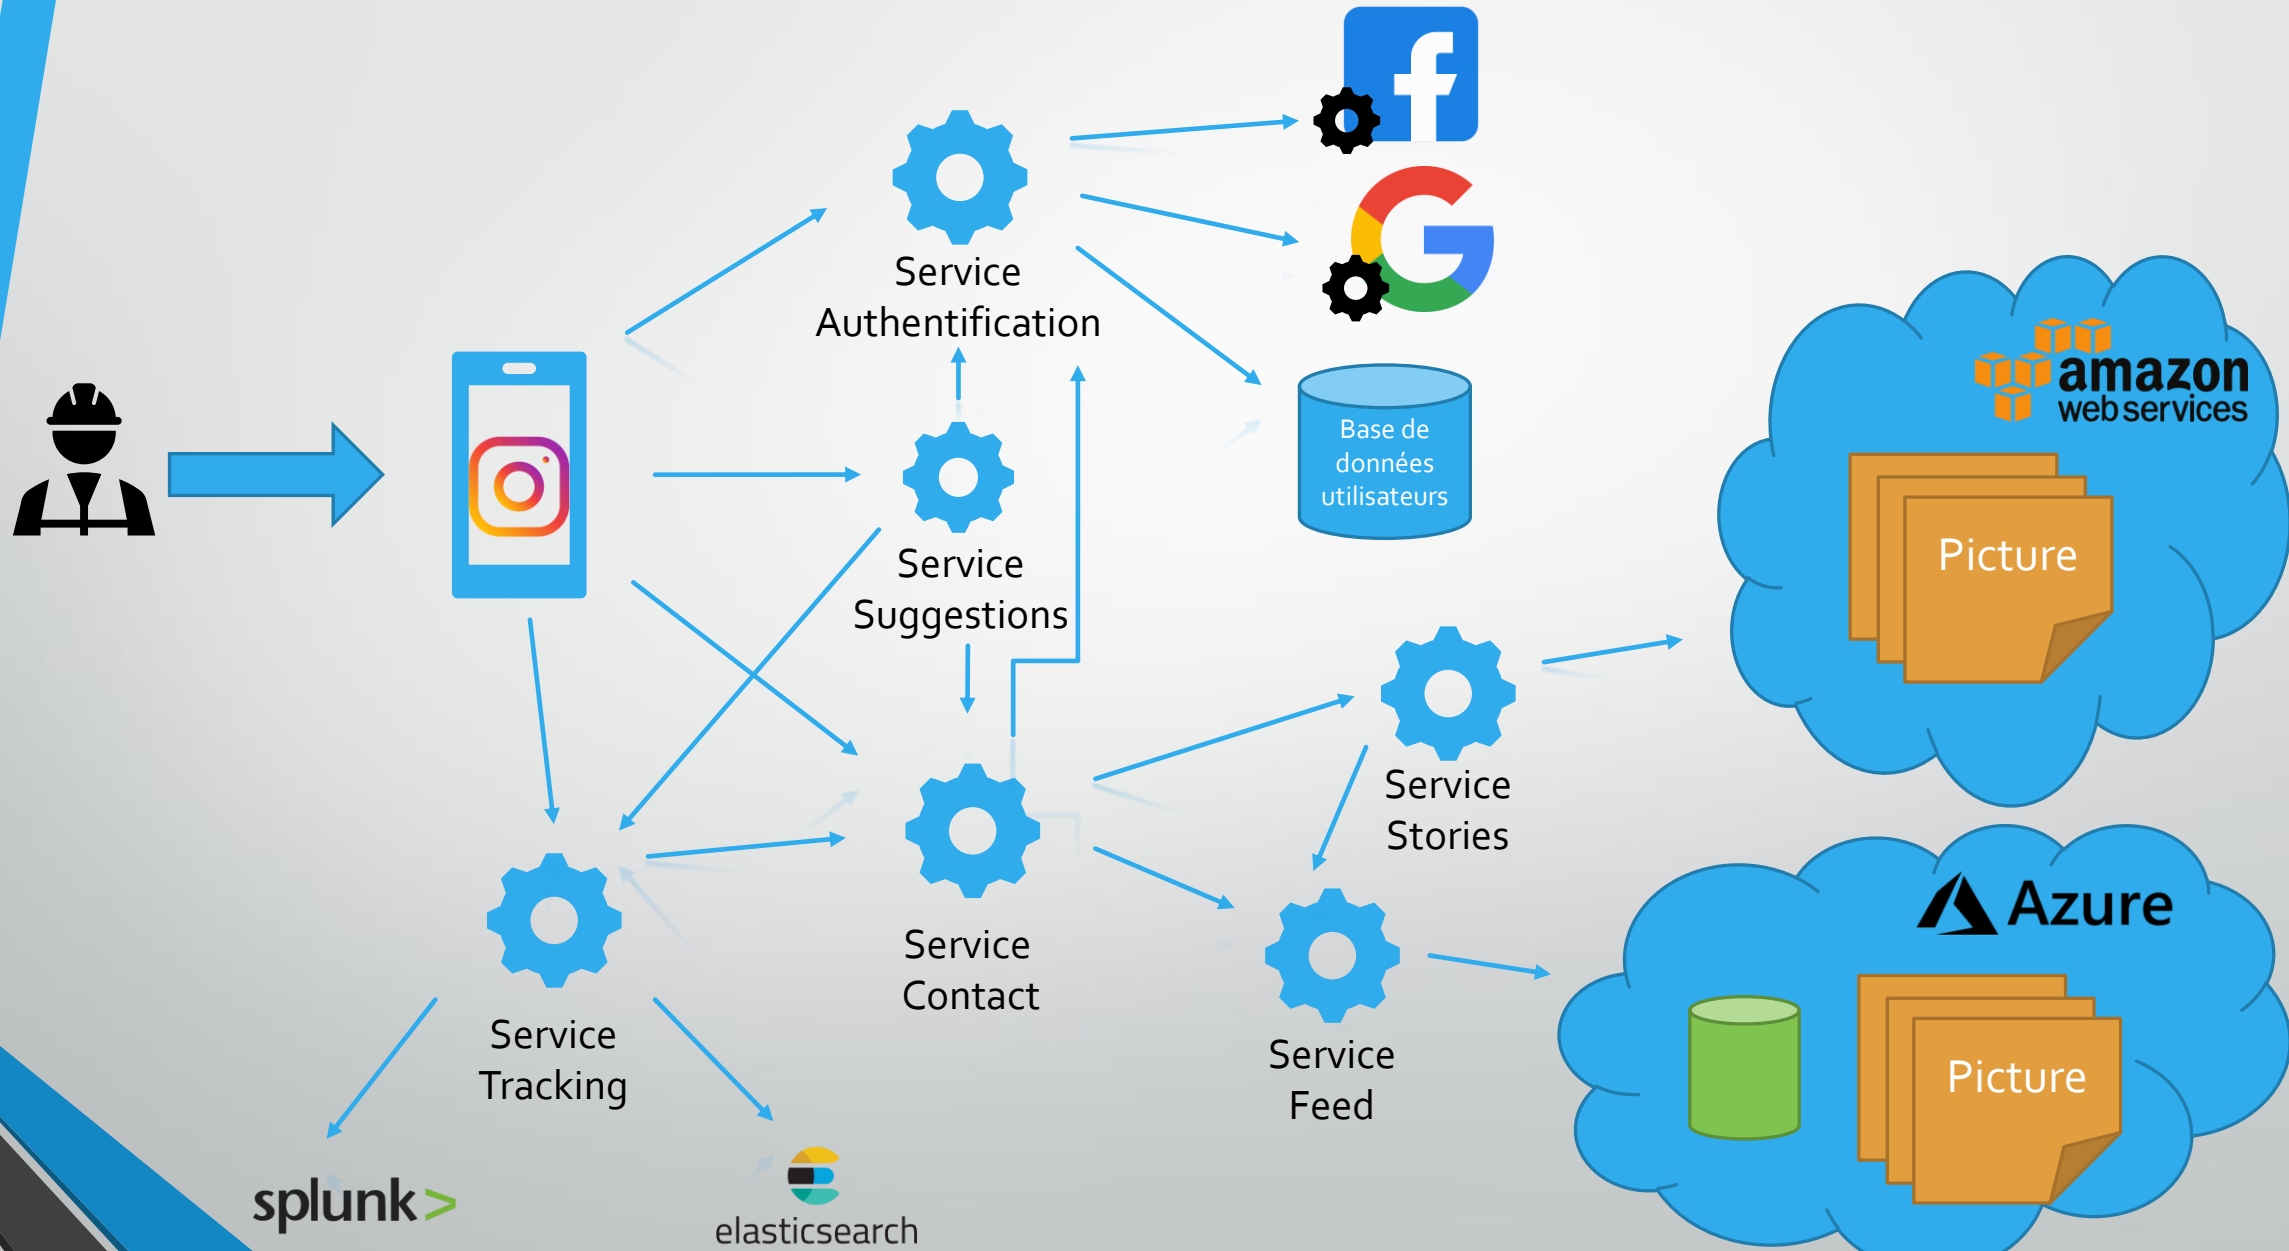 Service
Authentification
Base de
données
utilisateurs
amazon
web services
Picture
Service
Suggestions
Service
Stories
Service
Contact
Azure
Picture
Service
Tracking
Service
Feed
splunk>
elasticsearch